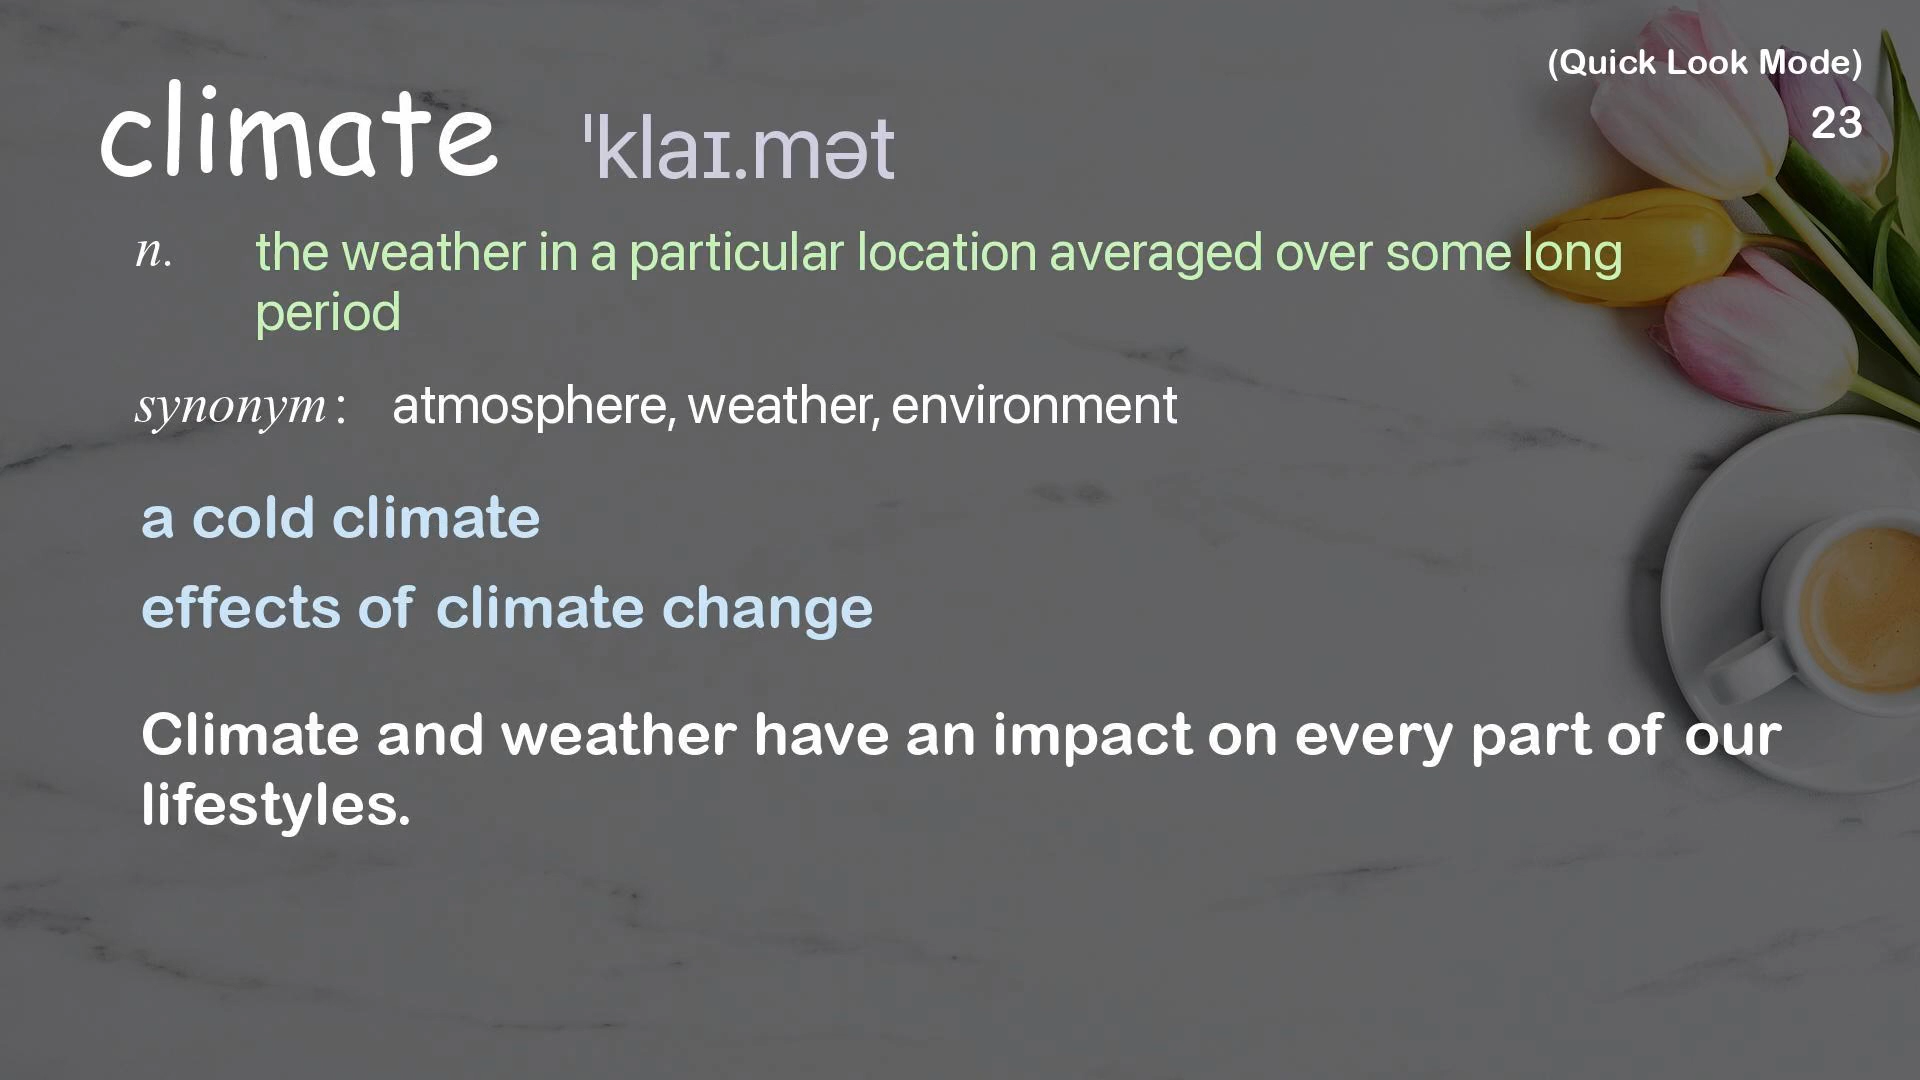 (Quick Look Mode)
23
climate ˈklaɪ.mət
n. the weather in a particular location averaged over some long
period
synonym: atmosphere, weather, environment
a cold climate
effects of climate change
Climate and weather have an impact on every part of our
lifestyles.